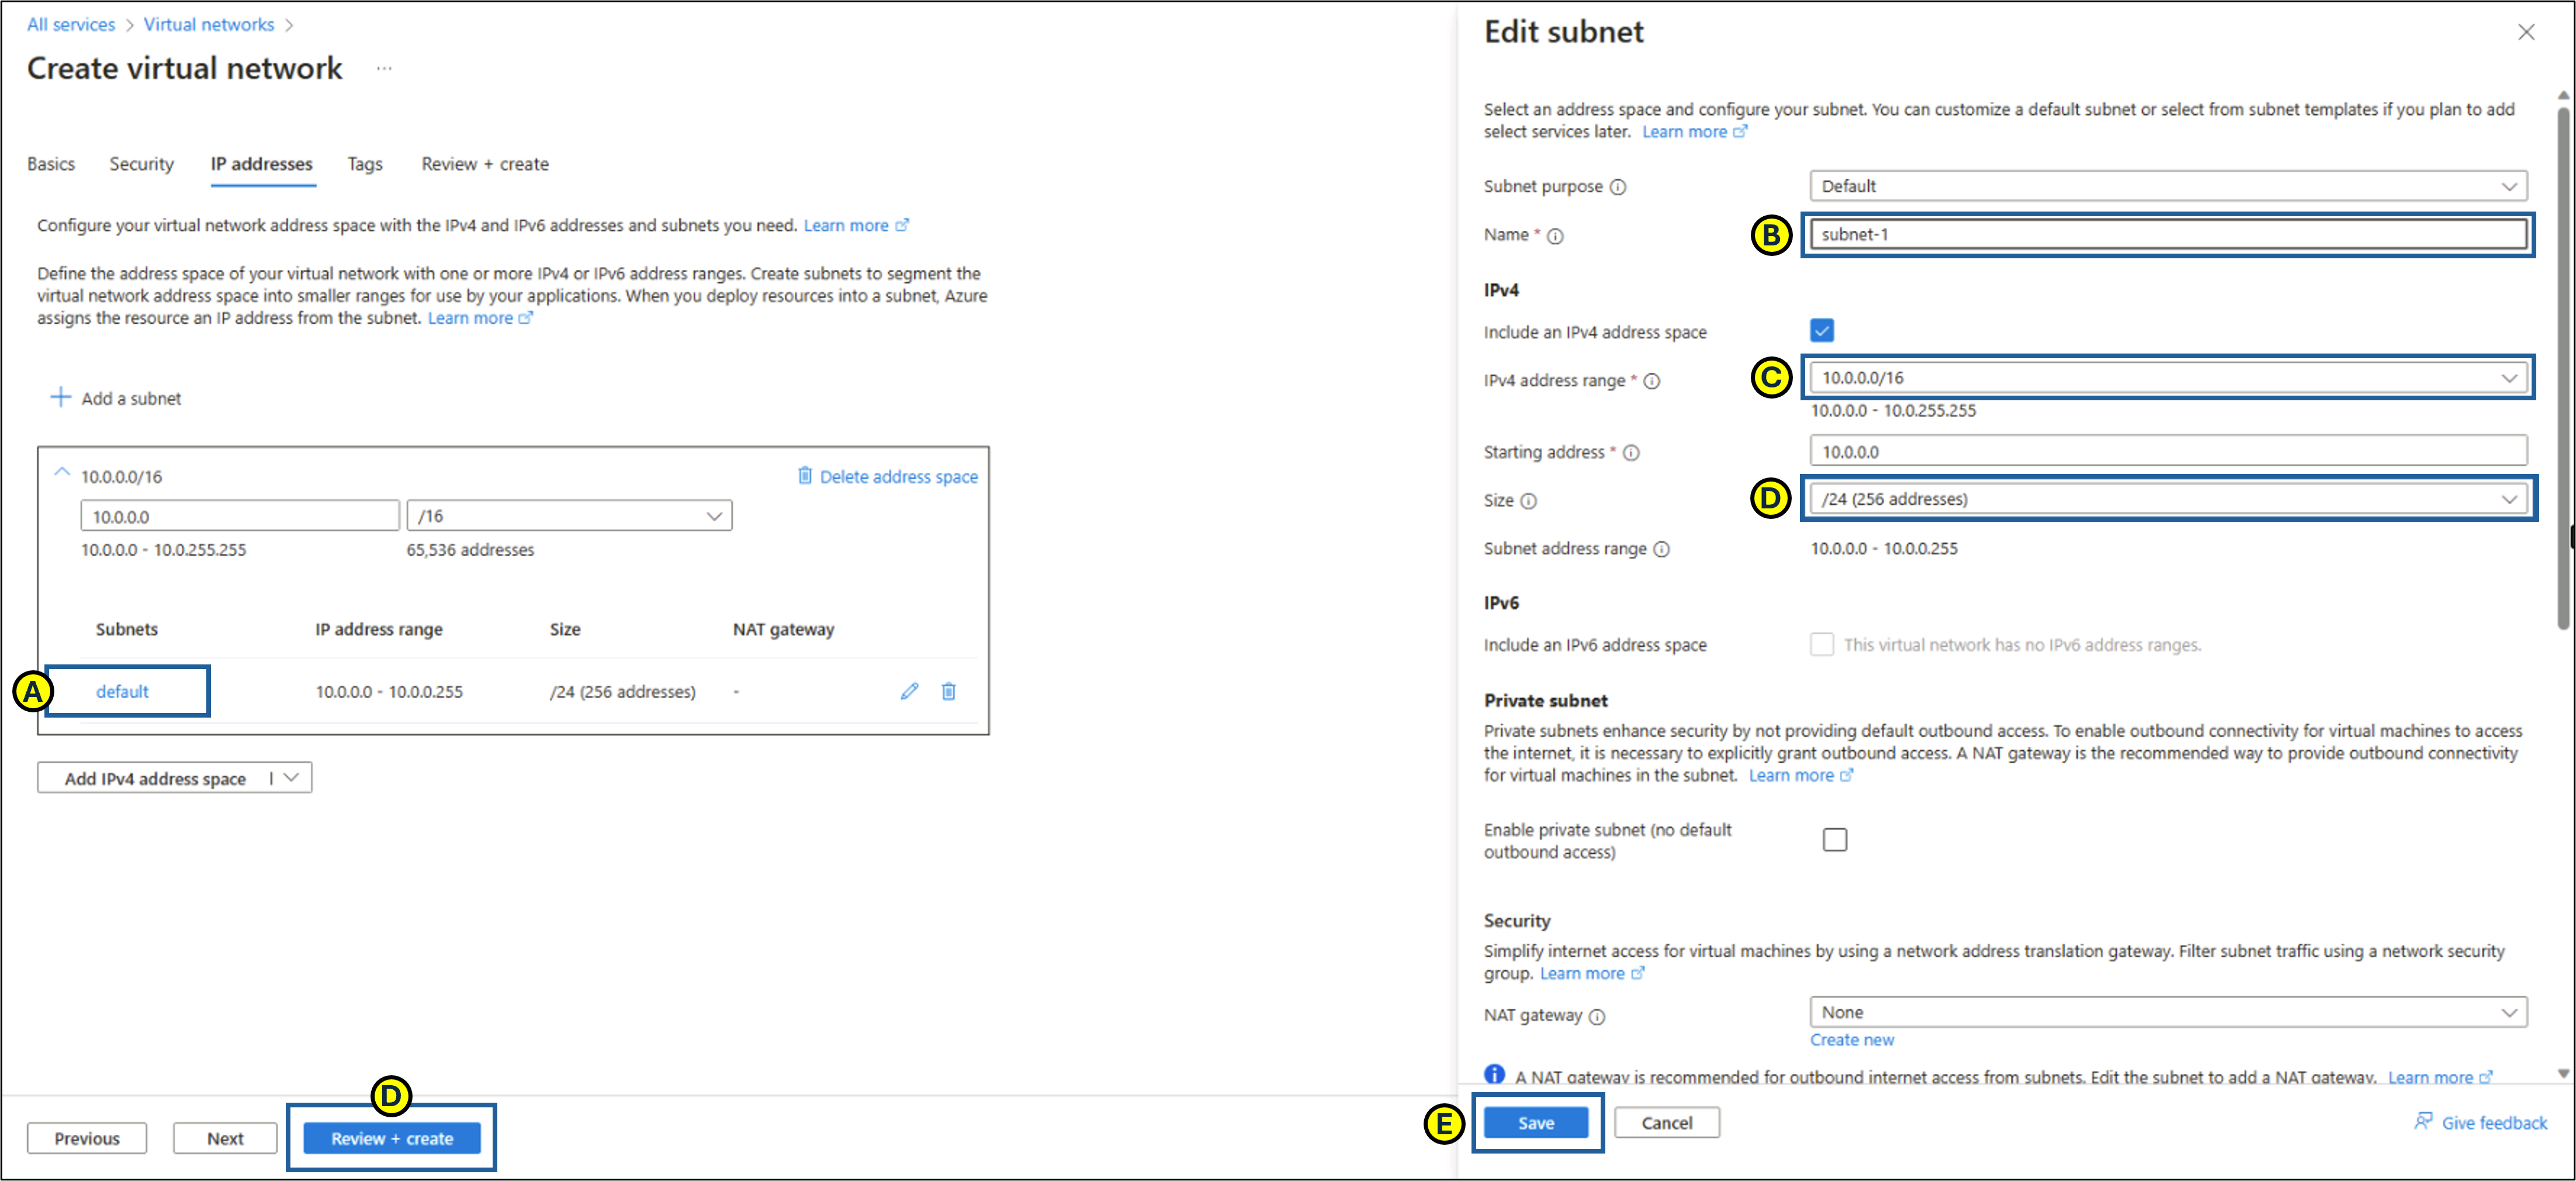 All services > Virtual networks >
Create virtual network ...
Basics Security IP addresses Tags Review + create
Configure your virtual network address space with the IPv4 and IPv6 addresses and subnets you need. Learn more
Define the address space of your virtual network with one or more IPv4 or IPv6 address ranges. Create subnets to segment the
virtual network address space into smaller ranges for use by your applications. When you deploy resources into a subnet, Azure
assigns the resource an IP address from the subnet. Learn more
+ Add a subnet
10.0.0.0/16 Delete address space
10.0.0.0 /16
10.0.0.0 - 10.0.255.255 65,536 addresses
Subnets IP address range Size NAT gateway
A default 10.0.0.0 - 10.0.0.255 /24 (256 addresses) -
Add IPv4 address space |
D
Previous Next Review + create
Edit subnet
Select an address space and configure your subnet. You can customize a default subnet or select from subnet templates if you plan to add
select services later. Learn more
Subnet purpose Default
Name * B subnet-1
IPv4
Include an IPv4 address space
IPv4 address range * C 10.0.0.0/16
10.0.0.0 - 10.0.255.255
Starting address * 10.0.0.0
Size D /24 (256 addresses)
Subnet address range 10.0.0.0 - 10.0.0.255
IPv6
Include an IPv6 address space This virtual network has no IPv6 address ranges.
Private subnet
Private subnets enhance security by not providing default outbound access. To enable outbound connectivity for virtual machines to access
the internet, it is necessary to explicitly grant outbound access. A NAT gateway is the recommended way to provide outbound connectivity
for virtual machines in the subnet. Learn more
Enable private subnet (no default
outbound access)
Security
Simplify internet access for virtual machines by using a network address translation gateway. Filter subnet traffic using a network security
group. Learn more
NAT gateway None
Create new
A NAT gateway is recommended for outbound internet access from subnets. Edit the subnet to add a NAT gateway. Learn more
E Save Cancel Give feedback